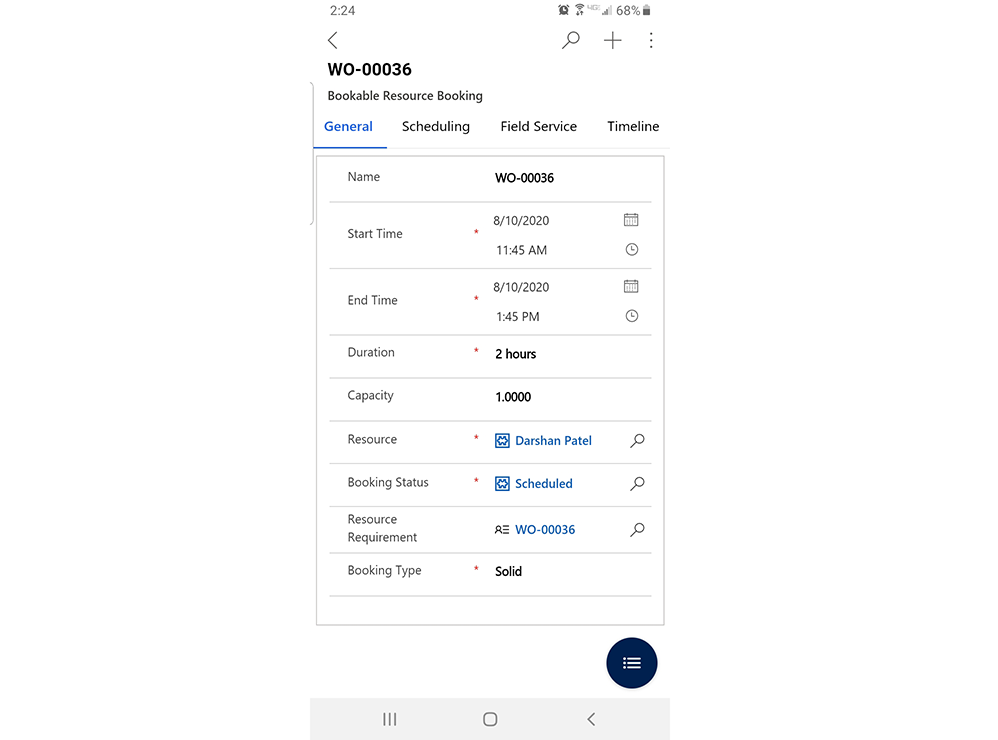 2:24 4G 68%
WO-00036
Bookable Resource Booking
General Scheduling Field Service Timeline
Name WO-00036
Start Time * 8/10/2020
11:45 AM
End Time * 8/10/2020
1:45 PM
Duration * 2 hours
Capacity 1.0000
Resource * Darshan Patel
Booking Status * Scheduled
Resource
Requirement WO-00036
Booking Type * Solid